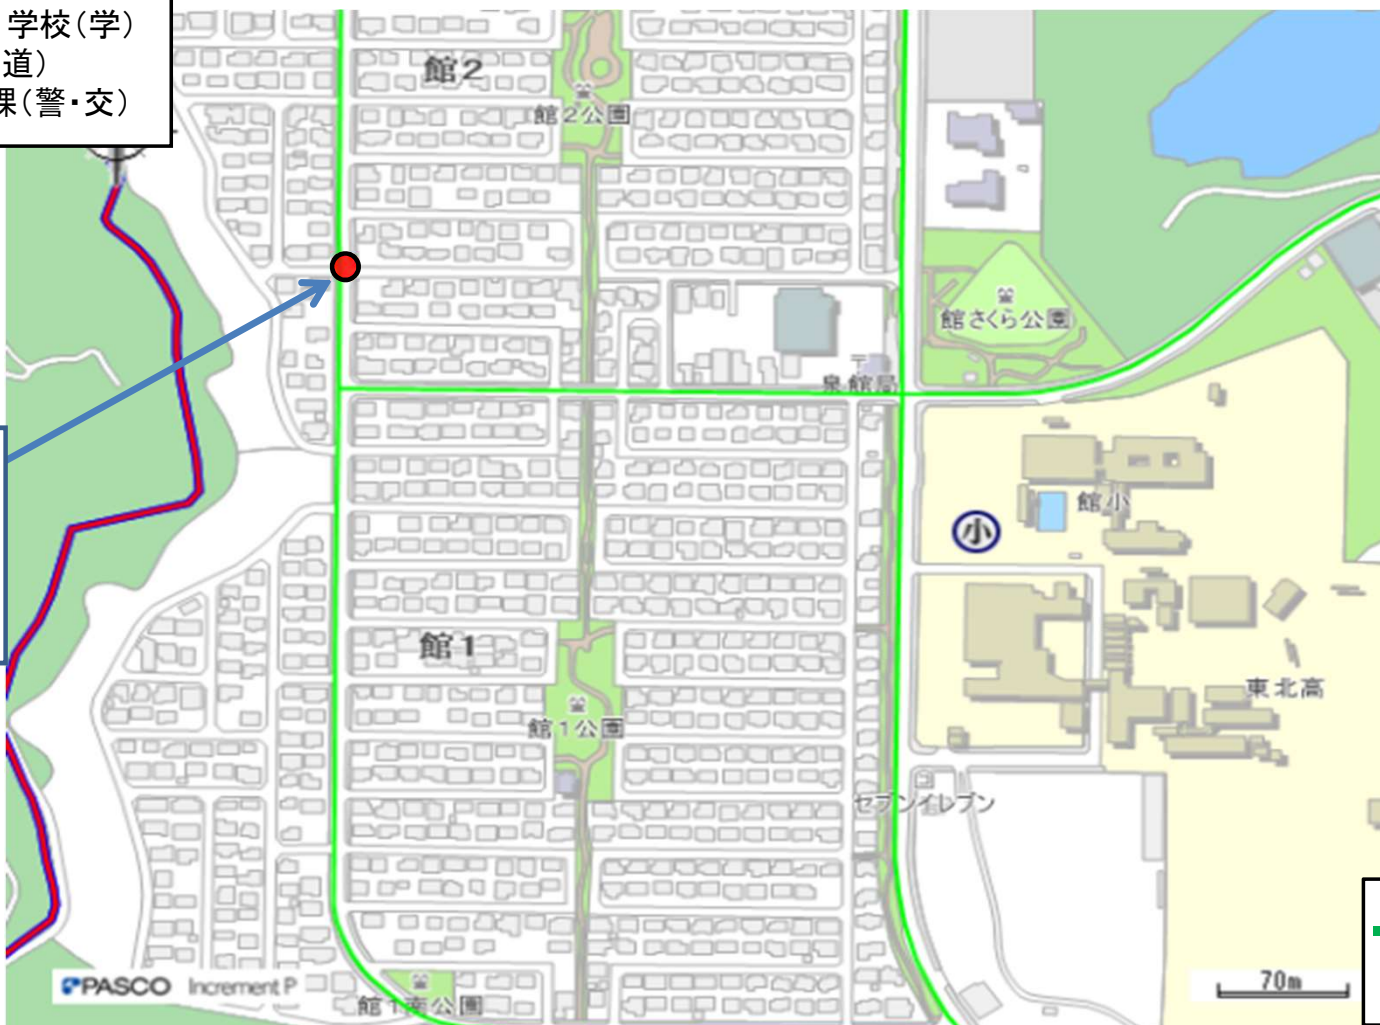 学校(学)
道)
課(警・交)
館2
館2公園
館さくら公園
〒
泉館局
館小
小
館1
東北高
館1公園
セブンイレブン
PASCO Increment P
館1南公園
70m